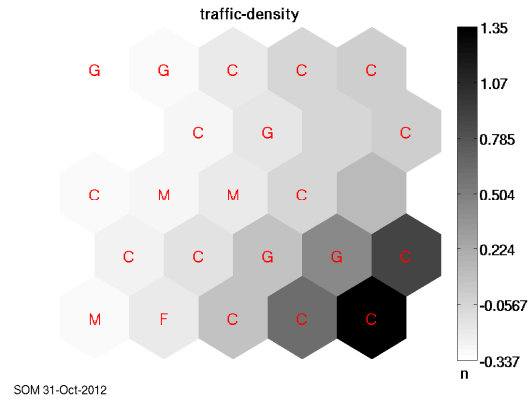 traffic-density
G G C C C
C G C
C M M C
C C G G C
M F C C C
1.35
1.07
0.785
0.504
0.224
-0.0567
-0.337
n
SOM 31-Oct-2012